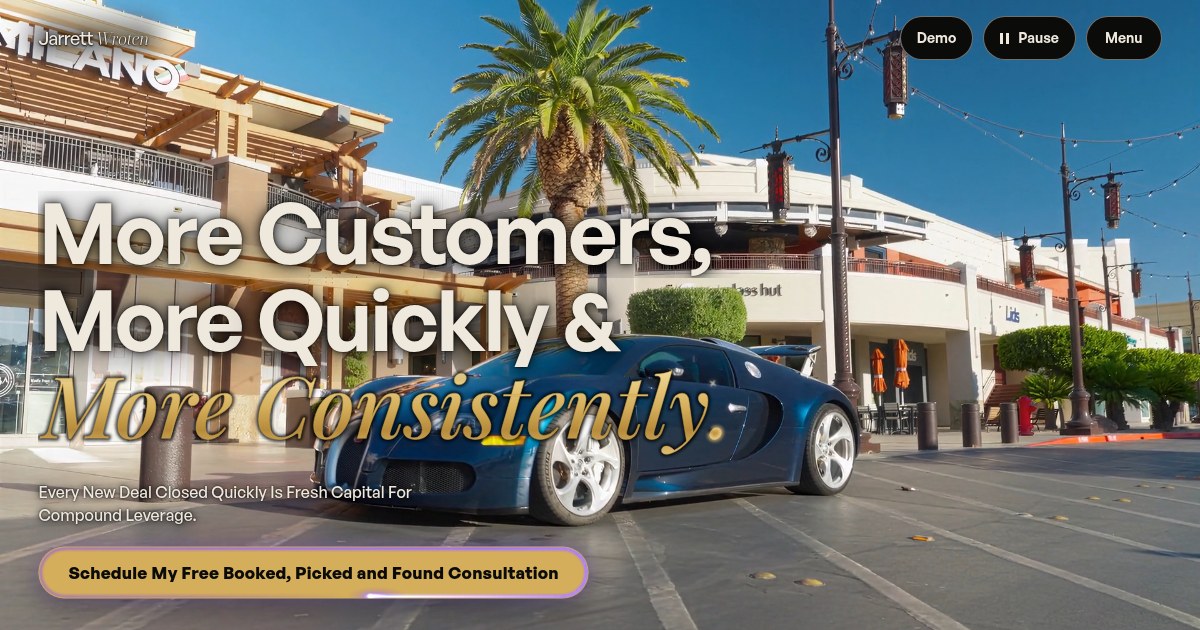 MILANO
Jarrett Wroten
Demo
Pause
Menu
More Customers,
More Quickly &
More Consistently
hut
Lids
Every New Deal Closed Quickly Is Fresh Capital For
Compound Leverage.
Schedule My Free Booked, Picked and Found Consultation